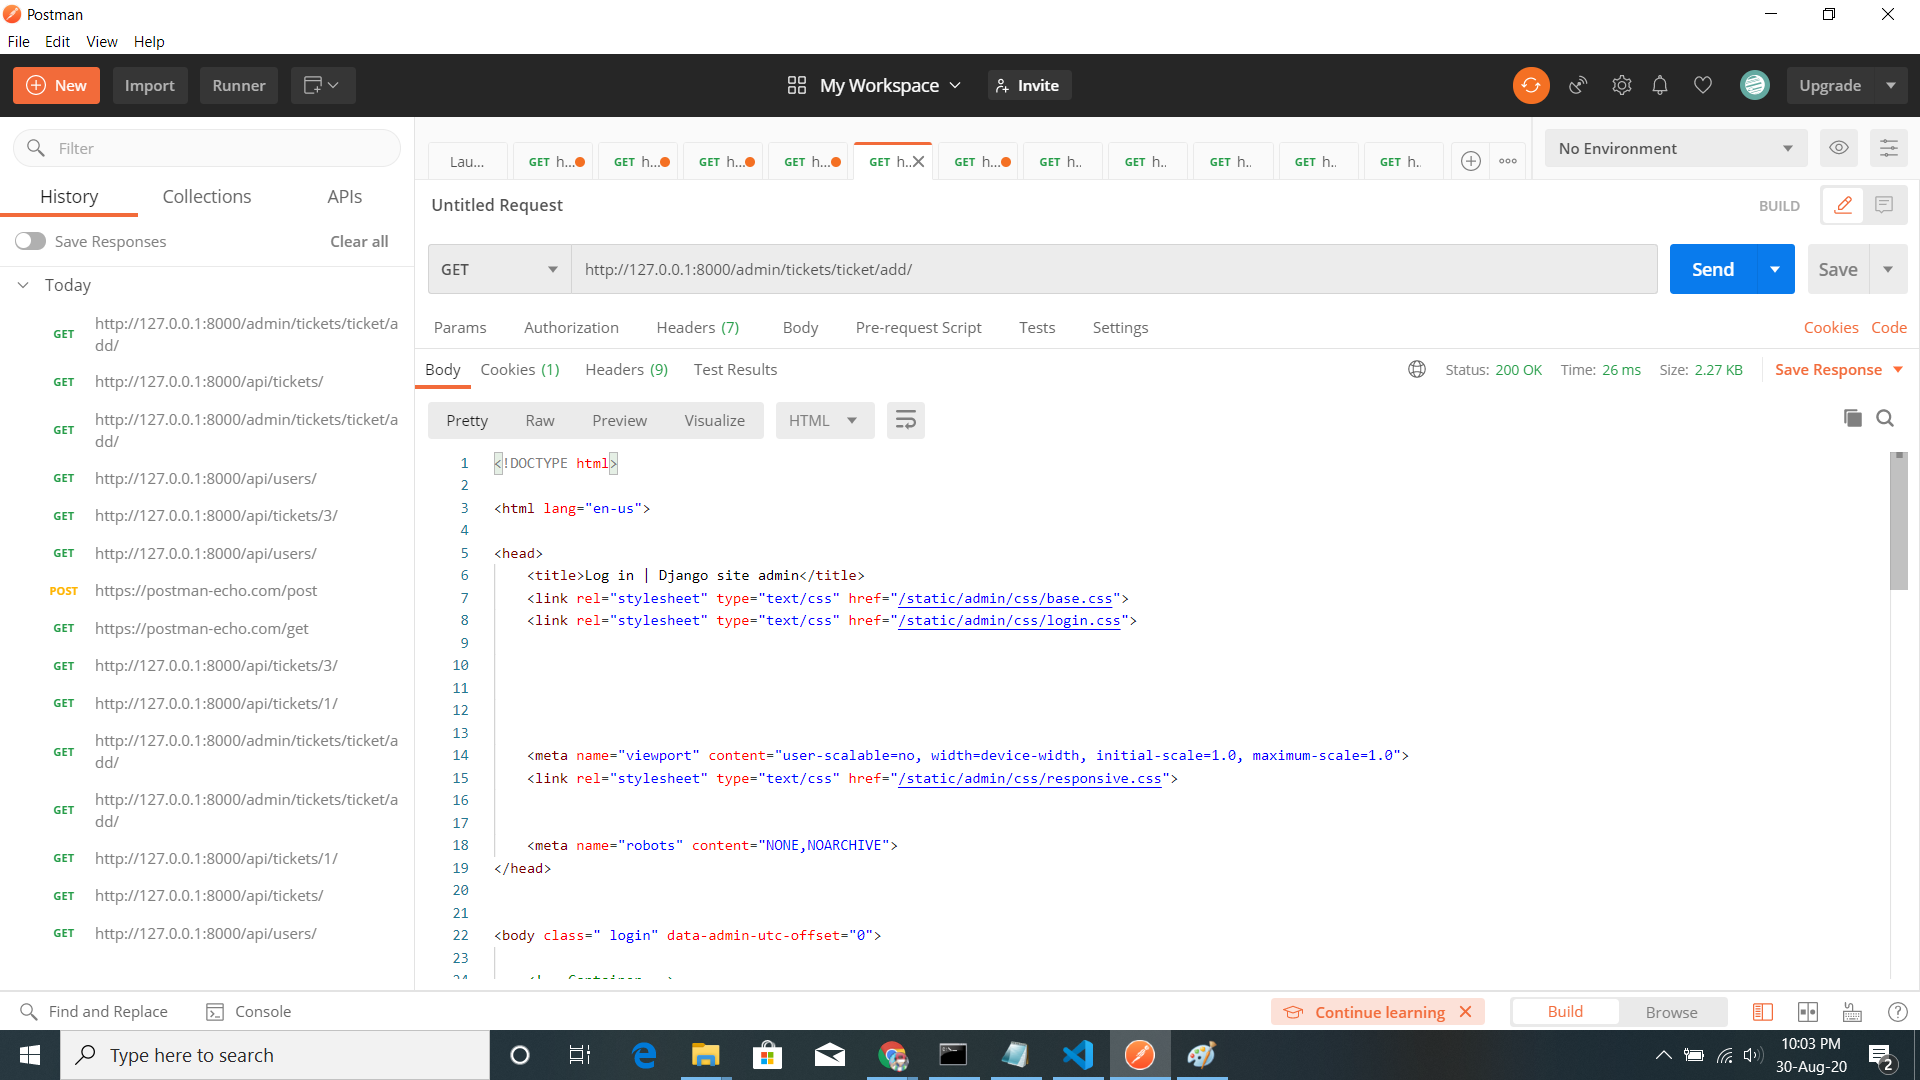 Postman
File Edit View Help
New Import Runner My Workspace Invite Upgrade
Filter
History Collections APIs
Save Responses Clear all
Today
GET http://127.0.0.1:8000/admin/tickets/ticket/a
dd/
GET http://127.0.0.1:8000/api/tickets/
GET http://127.0.0.1:8000/admin/tickets/ticket/a
dd/
GET http://127.0.0.1:8000/api/users/
GET http://127.0.0.1:8000/api/tickets/3/
GET http://127.0.0.1:8000/api/users/
POST https://postman-echo.com/post
GET https://postman-echo.com/get
GET http://127.0.0.1:8000/api/tickets/3/
GET http://127.0.0.1:8000/api/tickets/1/
GET http://127.0.0.1:8000/admin/tickets/ticket/a
dd/
GET http://127.0.0.1:8000/admin/tickets/ticket/a
dd/
GET http://127.0.0.1:8000/api/tickets/1/
GET http://127.0.0.1:8000/api/tickets/
GET http://127.0.0.1:8000/api/users/
Lau... GET h... GET h... GET h... GET h... GET h.. GET h... GET h.. GET h.. GET h.. GET h.. GET h. No Environment
Untitled Request BUILD
GET http://127.0.0.1:8000/admin/tickets/ticket/add/ Send Save
Params Authorization Headers (7) Body Pre-request Script Tests Settings Cookies Code
Body Cookies (1) Headers (9) Test Results Status: 200 OK Time: 26 ms Size: 2.27 KB Save Response
Pretty Raw Preview Visualize HTML
1 <!DOCTYPE html>
2
3 <html lang="en-us">
4
5 <head>
6 <title>Log in | Django site admin</title>
7 <link rel="stylesheet" type="text/css" href="/static/admin/css/base.css">
8 <link rel="stylesheet" type="text/css" href="/static/admin/css/login.css">
9
10
11
12
13
14 <meta name="viewport" content="user-scalable=no, width=device-width, initial-scale=1.0, maximum-scale=1.0">
15 <link rel="stylesheet" type="text/css" href="/static/admin/css/responsive.css">
16
17
18 <meta name="robots" content="NONE,NOARCHIVE">
19 </head>
20
21
22 <body class=" login" data-admin-utc-offset="0">
23
24 <!-- Container -->
Find and Replace Console Continue learning Build Browse
Type here to search
10:03 PM
30-Aug-20
2